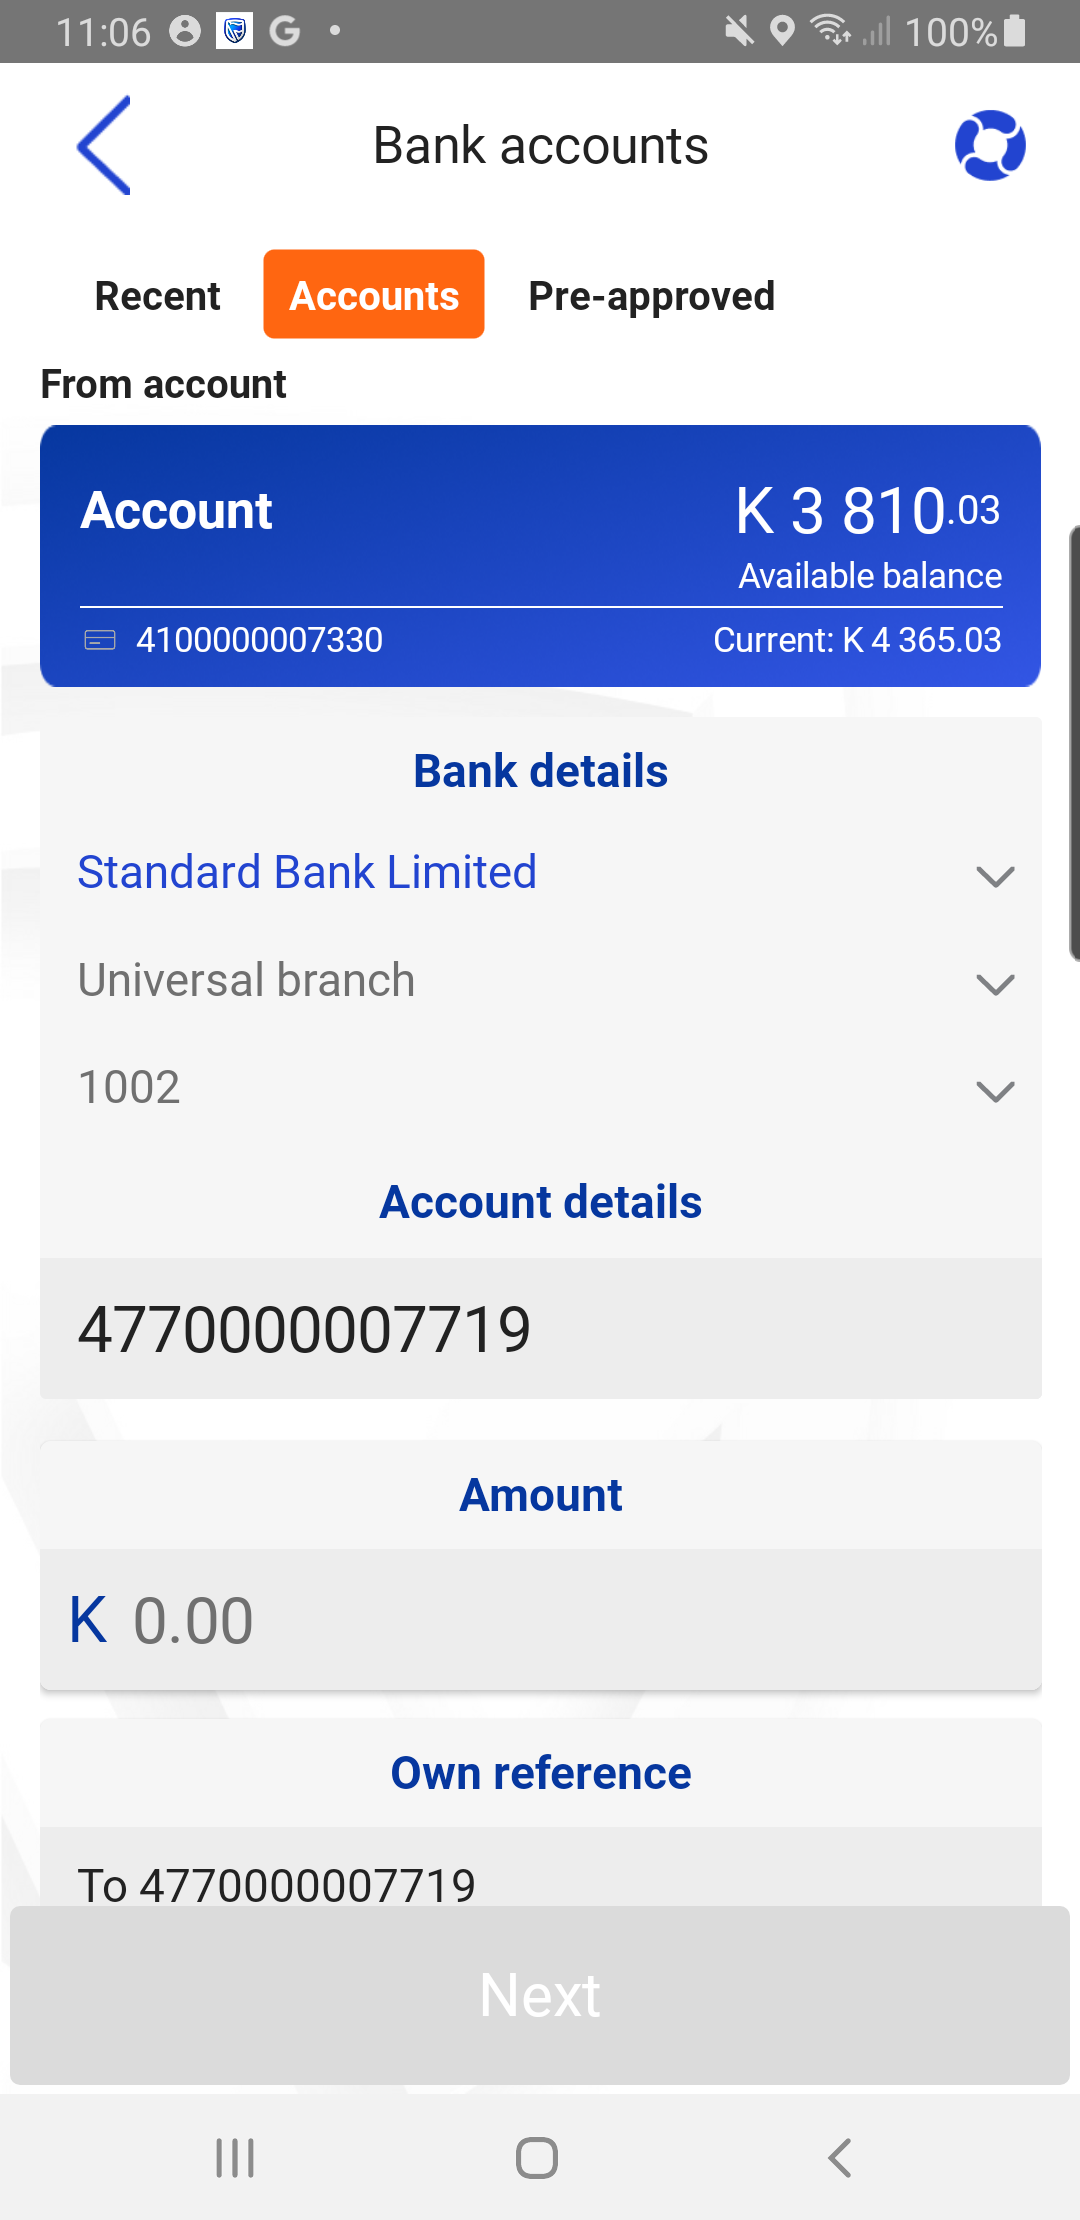 11:06
100%
Bank accounts
Recent Accounts Pre-approved
From account
Account K 3 810.03
Available balance
4100000007330 Current: K 4 365.03
Bank details
Standard Bank Limited
Universal branch
1002
Account details
4770000007719
Amount
K 0.00
Own reference
To 4770000007719
Next